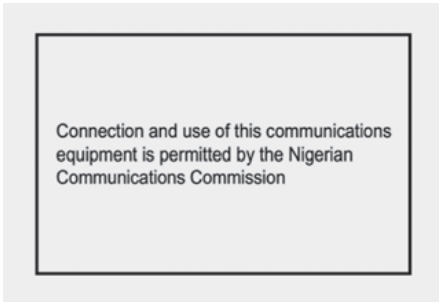 Connection and use of this communications
equipment is permitted by the Nigerian
Communications Commission